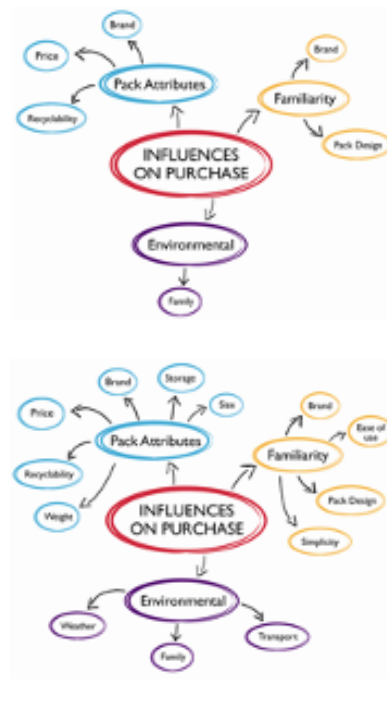 Brand
Price
Pack Attributes
Recyclability
Brand
Familiarity
Pack Design
INFLUENCES
ON PURCHASE
Environmental
Family
Brand
Storage
Size
Price
Pack Attributes
Recyclability
Weight
Brand
Ease of
use
Familiarity
Pack Design
Simplicity
INFLUENCES
ON PURCHASE
Environmental
Weather
Family
Transport